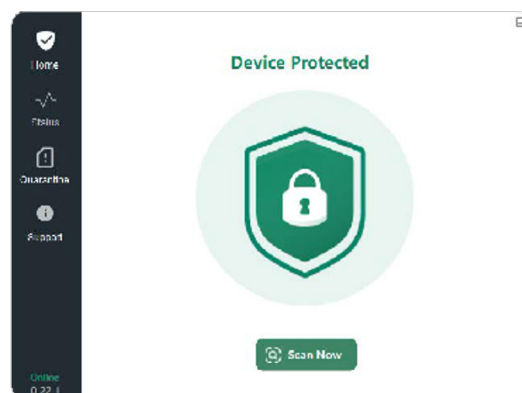 Home
Status
Quarantine
Support
Online
Device Protected
Scan Now